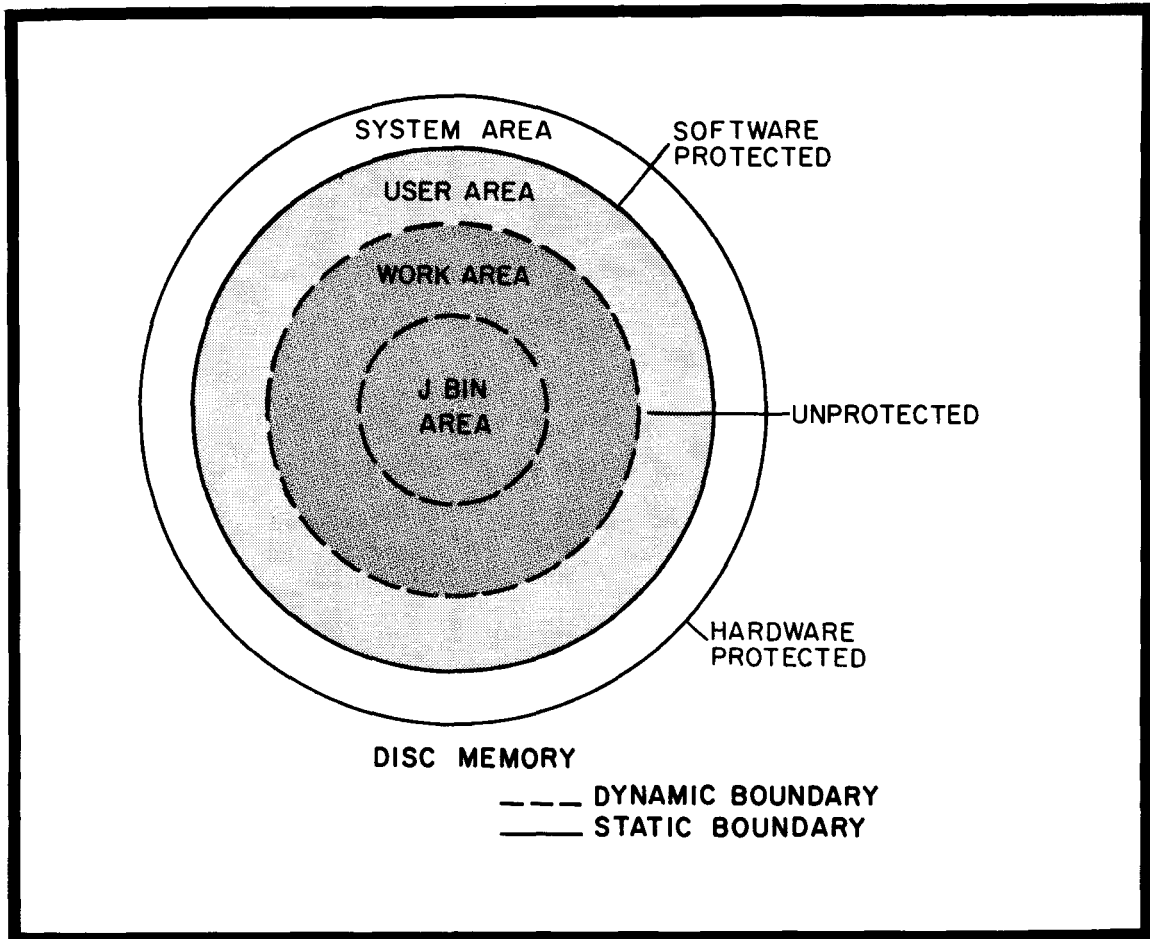 SYSTEM AREA
SOFTWARE
PROTECTED
USER AREA
WORK AREA
J BIN
AREA
UNPROTECTED
HARDWARE
PROTECTED
DISC MEMORY
DYNAMIC BOUNDARY
STATIC BOUNDARY